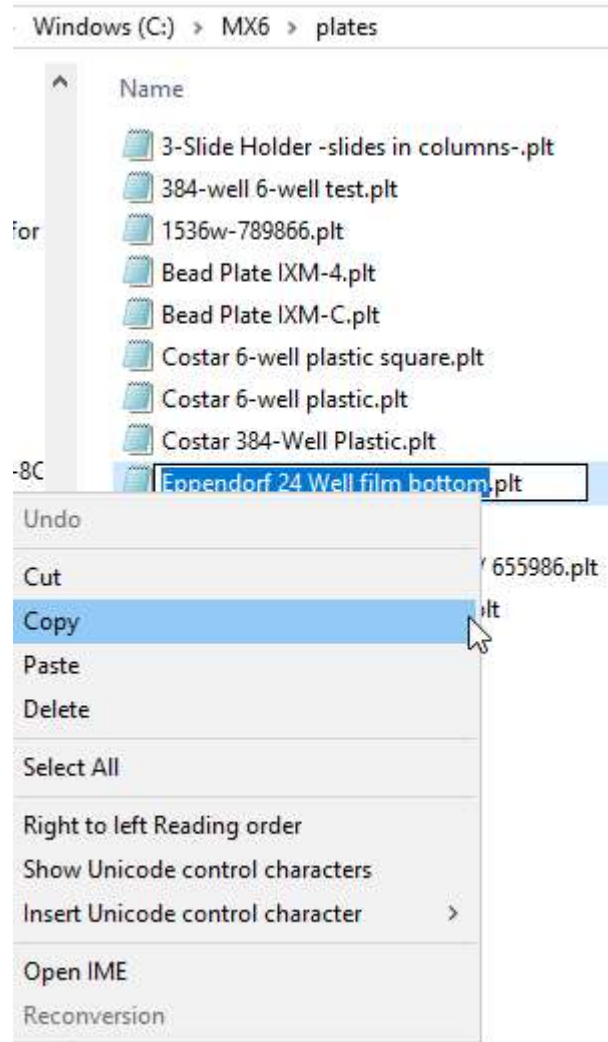 Windows (C:) > MX6 > plates
Name
3-Slide Holder -slides in columns-.plt
384-well 6-well test.plt
for
1536w-789866.plt
Bead Plate IXM-4.plt
Bead Plate IXM-C.plt
Costar 6-well plastic square.plt
Costar 6-well plastic.plt
Costar 384-Well Plastic.plt
-8C
Eppendorf 24 Well film bottom.plt
Undo
/ 655986.plt
Cut
.plt
Copy
Paste
Delete
Select All
Right to left Reading order
Show Unicode control characters
Insert Unicode control character >
Open IME
Reconversion